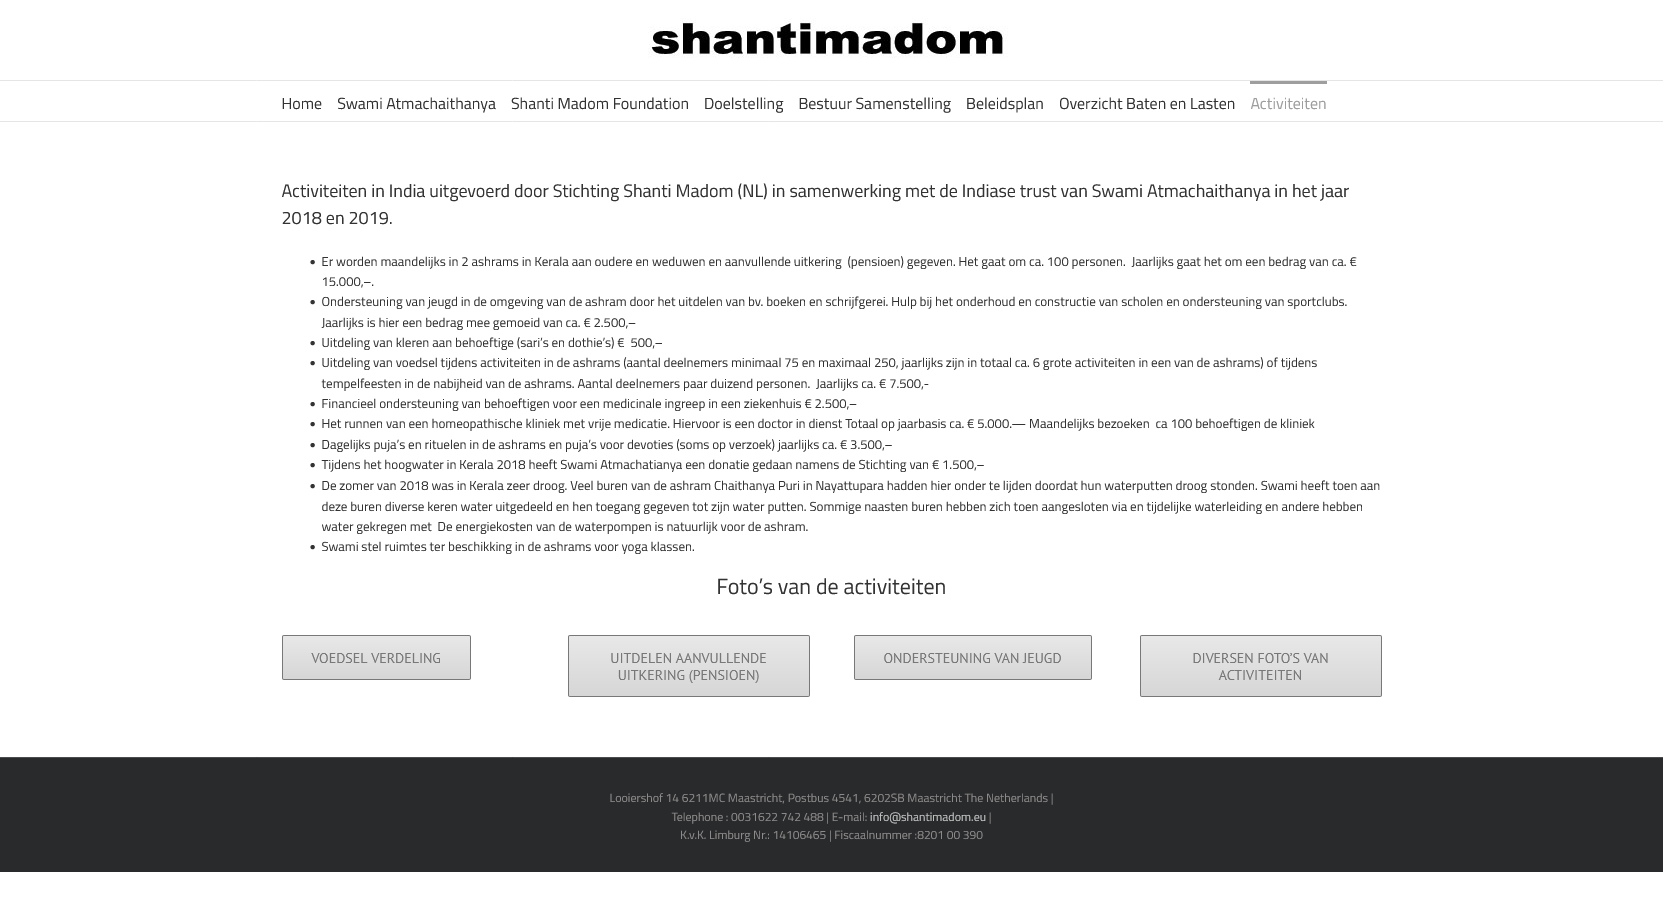 shantimadom
Home Swami Atmachaithanya Shanti Madom Foundation Doelstelling Bestuur Samenstelling Beleidsplan Overzicht Baten en Lasten Activiteiten
Activiteiten in India uitgevoerd door Stichting Shanti Madom (NL) in samenwerking met de Indiase trust van Swami Atmachaithanya in het jaar
2018 en 2019.
• Er worden maandelijks in 2 ashrams in Kerala aan oudere en weduwen en aanvullende uitkering (pensioen) gegeven. Het gaat om ca. 100 personen. Jaarlijks gaat het om een bedrag van ca. €
15.000,–.
• Ondersteuning van jeugd in de omgeving van de ashram door het uitdelen van bv. boeken en schrijfgerei. Hulp bij het onderhoud en constructie van scholen en ondersteuning van sportclubs.
Jaarlijks is hier een bedrag mee gemoeid van ca. € 2.500,–
• Uitdeling van kleren aan behoeftige (sari’s en dothie’s) € 500,–
• Uitdeling van voedsel tijdens activiteiten in de ashrams (aantal deelnemers minimaal 75 en maximaal 250, jaarlijks zijn in totaal ca. 6 grote activiteiten in een van de ashrams) of tijdens
tempelfeesten in de nabijheid van de ashrams. Aantal deelnemers paar duizend personen. Jaarlijks ca. € 7.500,-
• Financieel ondersteuning van behoeftigen voor een medicinale ingreep in een ziekenhuis € 2.500,–
• Het runnen van een homeopathische kliniek met vrije medicatie. Hiervoor is een doctor in dienst Totaal op jaarbasis ca. € 5.000.— Maandelijks bezoeken ca 100 behoeftigen de kliniek
• Dagelijks puja’s en rituelen in de ashrams en puja’s voor devoties (soms op verzoek) jaarlijks ca. € 3.500,–
• Tijdens het hoogwater in Kerala 2018 heeft Swami Atmachatianya een donatie gedaan namens de Stichting van € 1.500,–
• De zomer van 2018 was in Kerala zeer droog. Veel buren van de ashram Chaithanya Puri in Nayattupara hadden hier onder te lijden doordat hun waterputten droog stonden. Swami heeft toen aan
deze buren diverse keren water uitgedeeld en hen toegang gegeven tot zijn water putten. Sommige naasten buren hebben zich toen aangesloten via en tijdelijke waterleiding en andere hebben
water gekregen met De energiekosten van de waterpompen is natuurlijk voor de ashram.
• Swami stel ruimtes ter beschikking in de ashrams voor yoga klassen.
Foto’s van de activiteiten
VOEDSEL VERDELING
UITDELEN AANVULLENDE
UITKERING (PENSIOEN)
ONDERSTEUNING VAN JEUGD
DIVERSEN FOTO'S VAN
ACTIVITEITEN
Looiershof 14 6211MC Maastricht, Postbus 4541, 6202SB Maastricht The Netherlands |
Telephone : 0031622 742 488 | E-mail: info@shantimadom.eu |
K.v.K. Limburg Nr.: 14106465 | Fiscaalnummer :8201 00 390